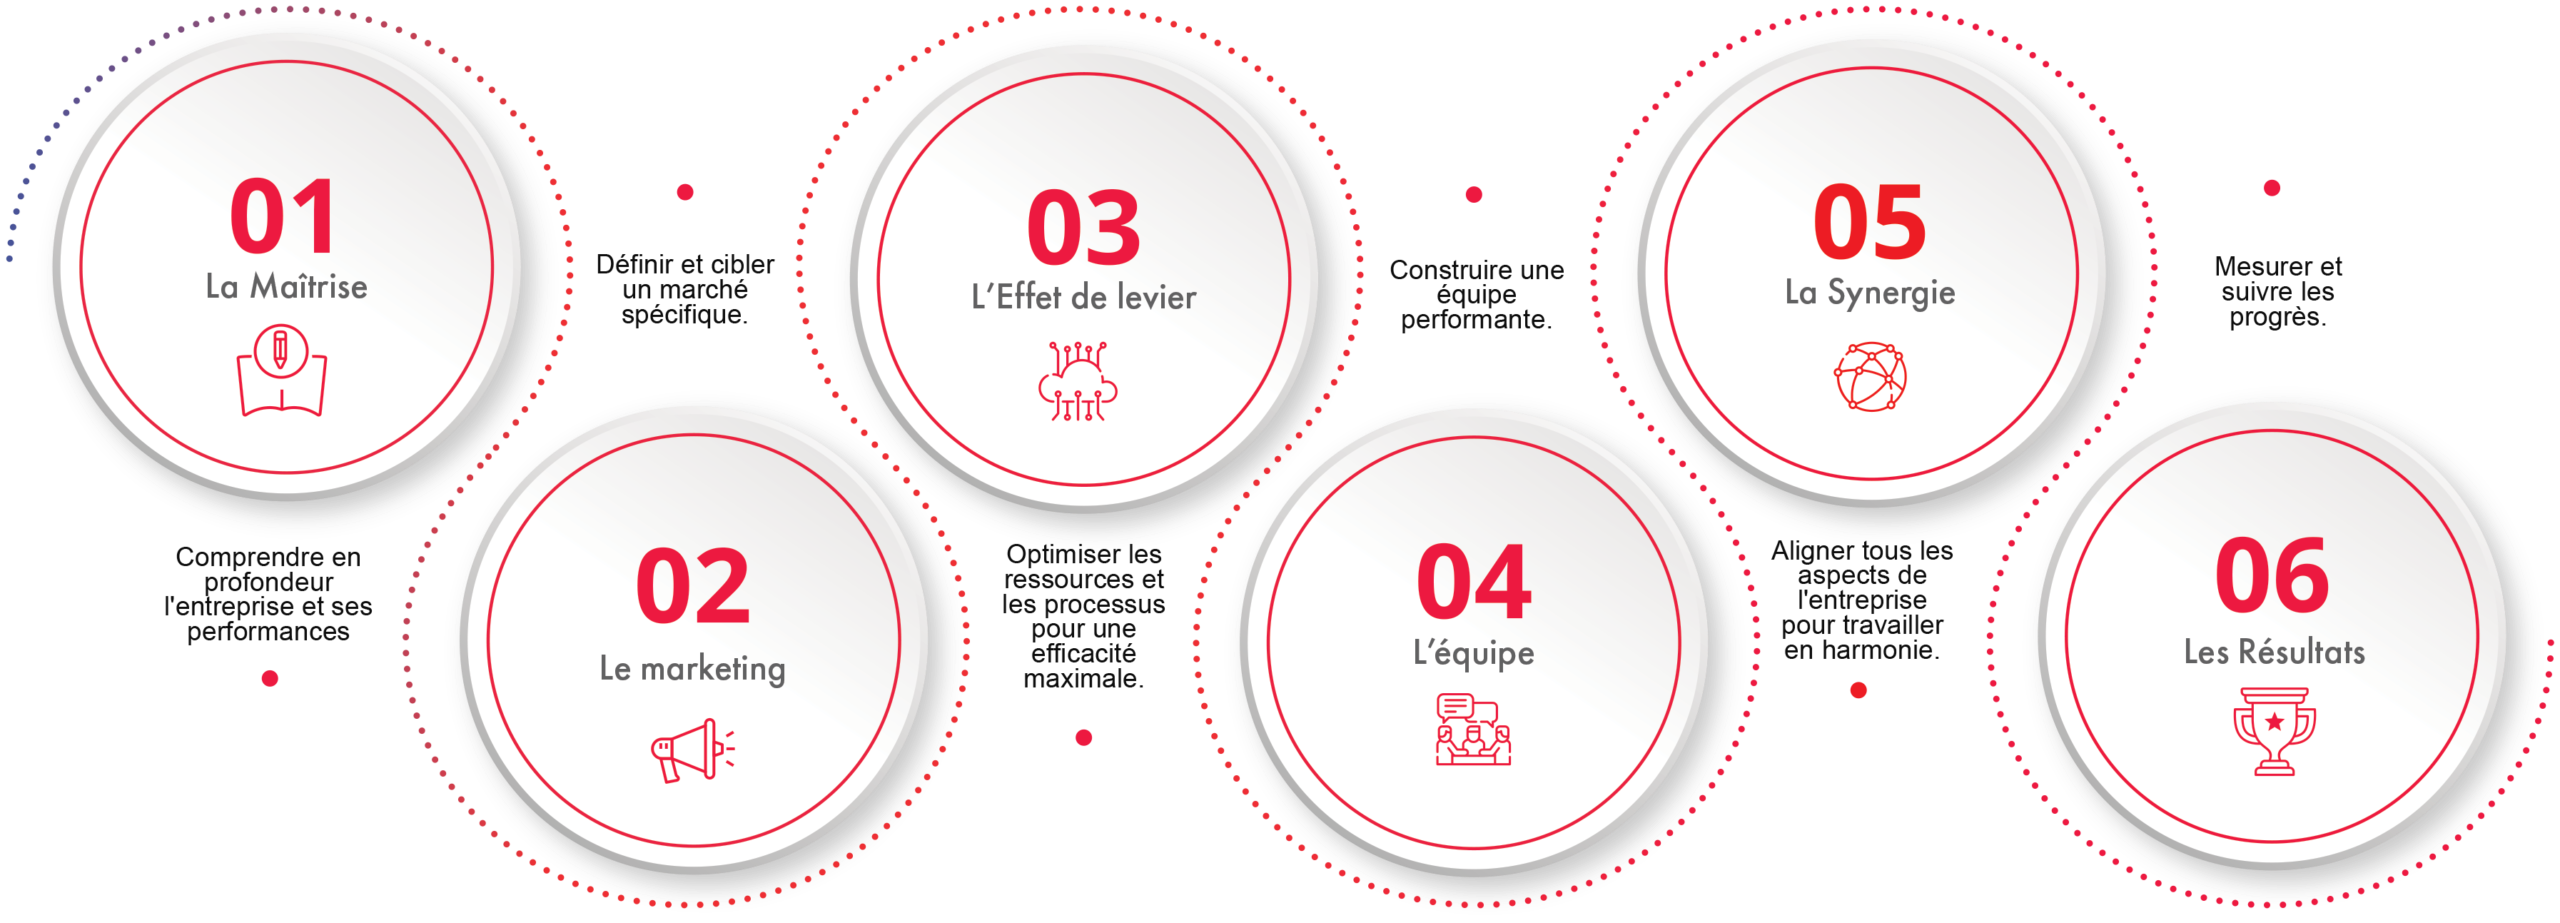 01
La Maîtrise
Comprendre en
profondeur
l'entreprise et ses
performances
Définir et cibler
un marché
spécifique.
02
Le marketing
03
L’Effet de levier
Optimiser les
ressources et
les processus
pour une
efficacité
maximale.
Construire une
équipe
performante.
04
L’équipe
05
La Synergie
Aligner tous les
aspects de
l'entreprise
pour travailler
en harmonie.
Mesurer et
suivre les
progrès.
06
Les Résultats